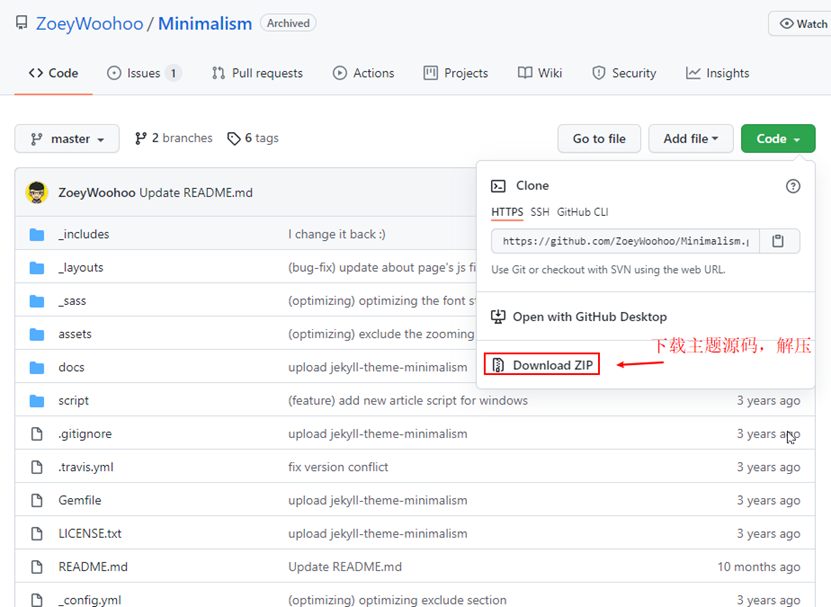 ZoeyWoohoo / Minimalism Archived Watch
Code Issues 1 Pull requests Actions Projects Wiki Security Insights
master 2 branches 6 tags Go to file Add file Code
ZoeyWoohoo Update README.md
Clone
HTTPS SSH GitHub CLI
https://github.com/ZoeyWoohoo/Minimalism.g
Use Git or checkout with SVN using the web URL.
Open with GitHub Desktop
Download ZIP
下载主题源码，解压
_includes I change it back :)
_layouts (bug-fix) update about page's js fi
_sass (optimizing) optimizing the font st
assets (optimizing) exclude the zooming
docs upload jekyll-theme-minimalism
script (feature) add new article script for windows 3 years ago
.gitignore upload jekyll-theme-minimalism 3 years ago
.travis.yml fix version conflict 3 years ago
Gemfile upload jekyll-theme-minimalism 3 years ago
LICENSE.txt upload jekyll-theme-minimalism 3 years ago
README.md Update README.md 10 months ago
_config.yml (optimizing) optimizing exclude section 3 years ago